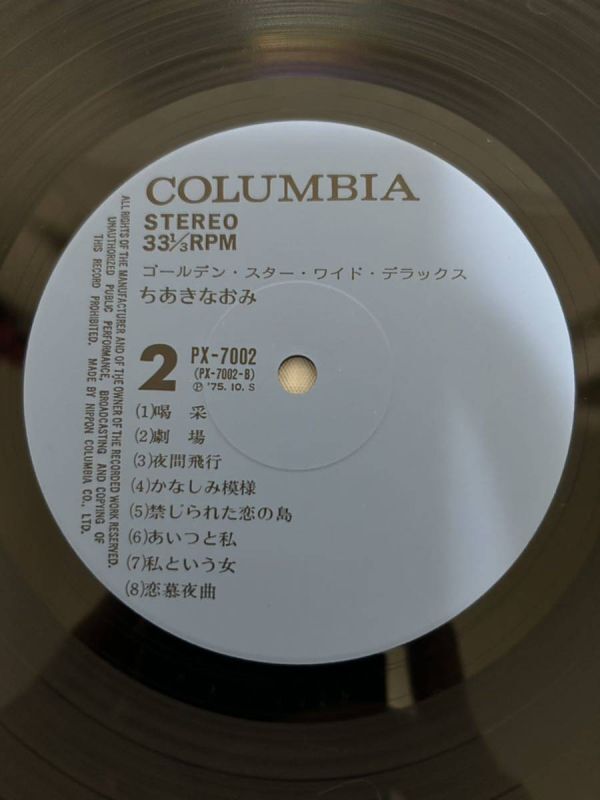 COLUMBIA
STEREO
33⅓RPM
ゴールデン・スター・ワイド・デラックス
ちあきなおみ
2
PX-7002
(PX-7002-B)
Ⓟ '75. 10. S
(1)喝 采
(2)劇 場
(3)夜間飛行
(4)かなしみ模様
(5)禁じられた恋の島
(6)あいつと私
(7)私という女
(8)恋慕夜曲
ALL RIGHTS OF THE MANUFACTURER AND OF THE OWNER OF THE RECORDED WORK RESERVED.
UNAUTHORIZED PUBLIC PERFORMANCE, BROADCASTING AND COPYING OF
THIS RECORD PROHIBITED. MADE BY NIPPON COLUMBIA CO., LTD.